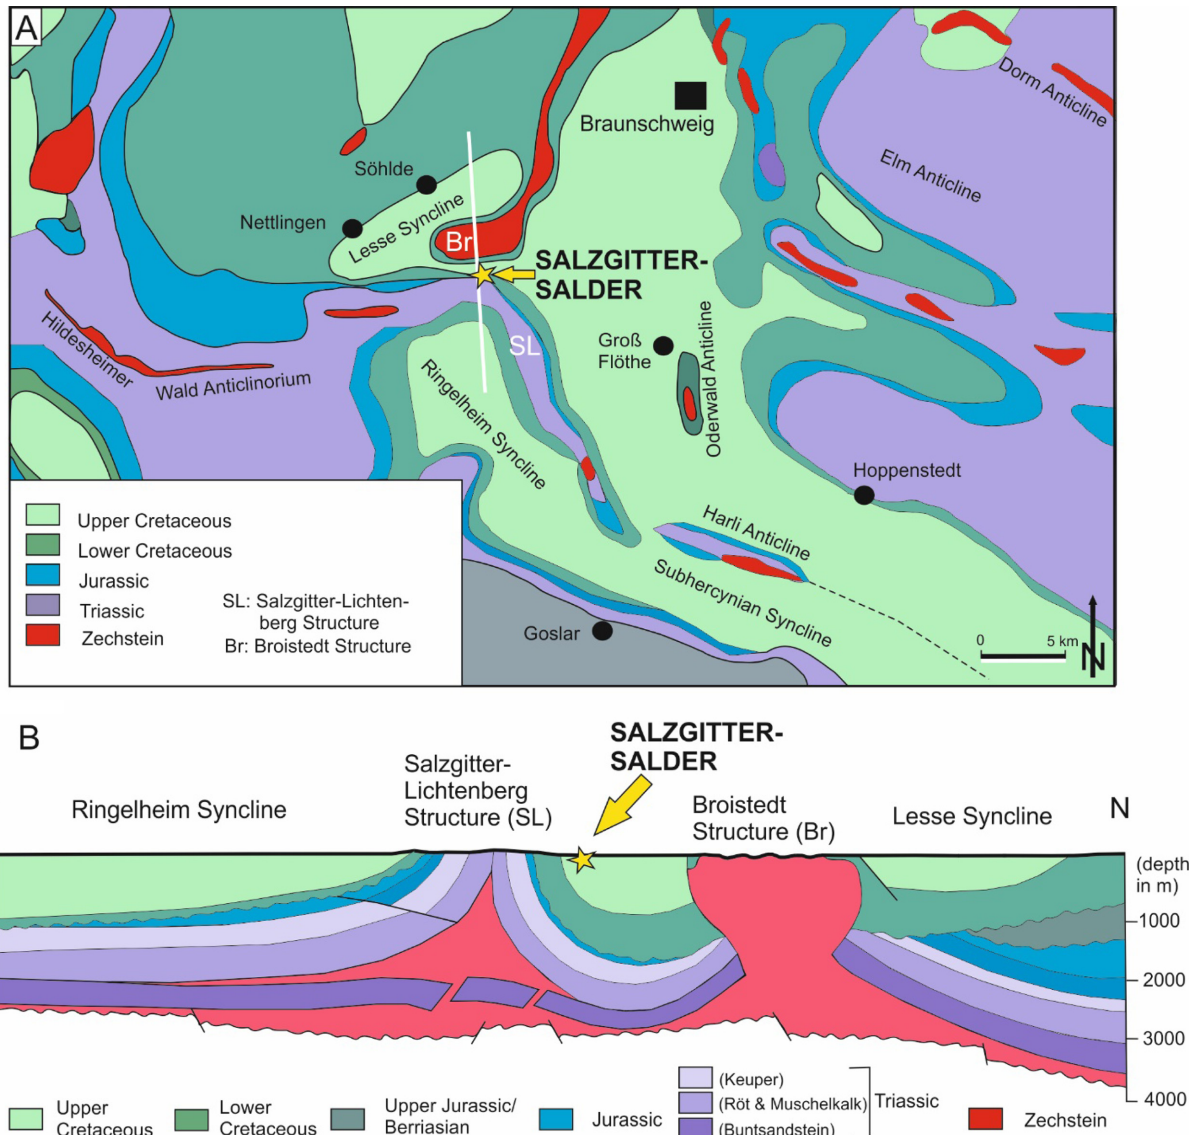 A
Braunschweig
Dorm Anticline
Elm Anticline
Söhlde
Nettlingen
Lesse Syncline
Br
SALZGITTER-
SALDER
Hildesheimer
Wald Anticlinorium
SL
Groß
Flöthe
Oderwald Anticline
Ringelheim Syncline
Hoppenstedt
Harli Anticline
Subhercynian Syncline
Goslar
0
5 km
N
Upper Cretaceous
Lower Cretaceous
Jurassic
Triassic
Zechstein
SL: Salzgitter-Lichten-
berg Structure
Br: Broistedt Structure
B
SALZGITTER-
SALDER
Ringelheim Syncline
Salzgitter-
Lichtenberg
Structure (SL)
Broistedt
Structure (Br)
Lesse Syncline
N
(depth
in m)
1000
2000
3000
4000
Upper
Cretaceous
Lower
Cretaceous
Upper Jurassic/
Berriasian
Jurassic
(Keuper)
(Röt & Muschelkalk)
(Buntsandstein)
Triassic
Zechstein